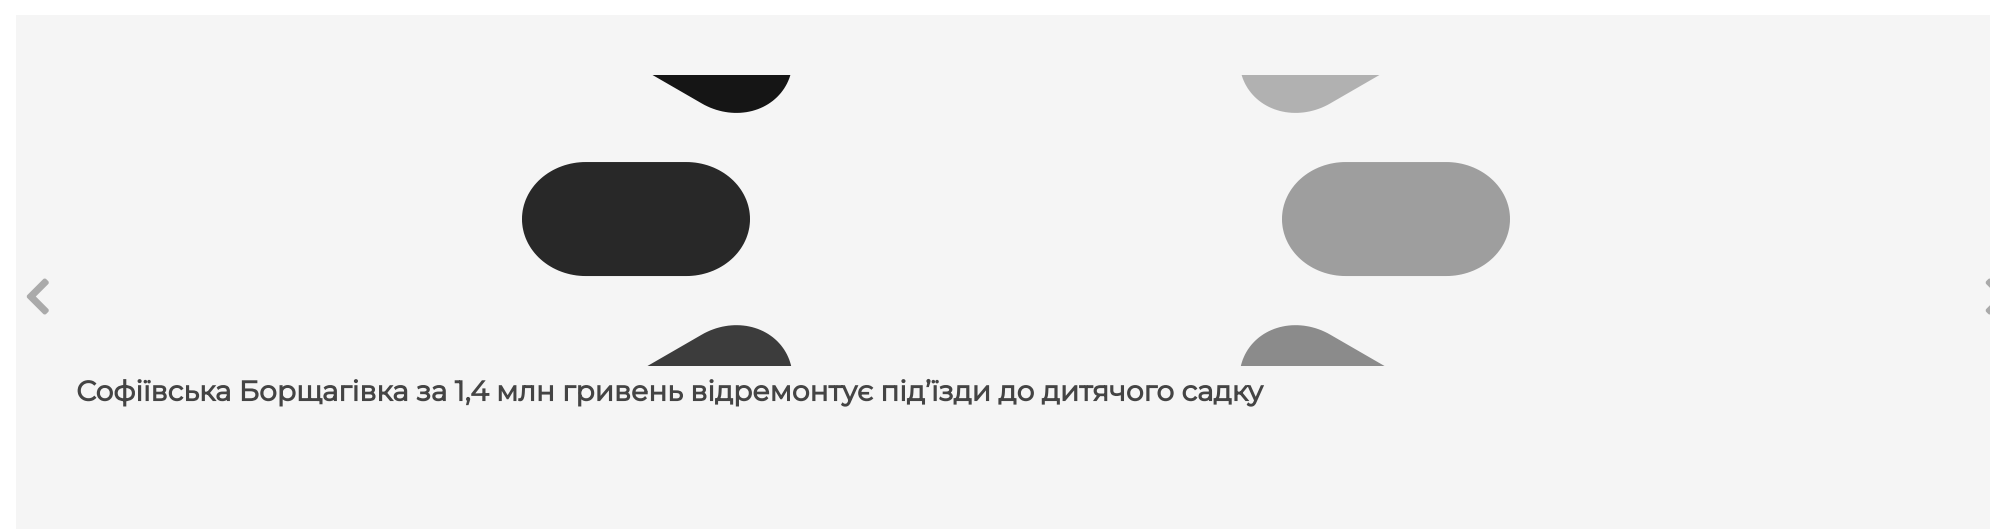 Софіївська Борщагівка за 1,4 млн гривень відремонтує під’їзди до дитячого садку